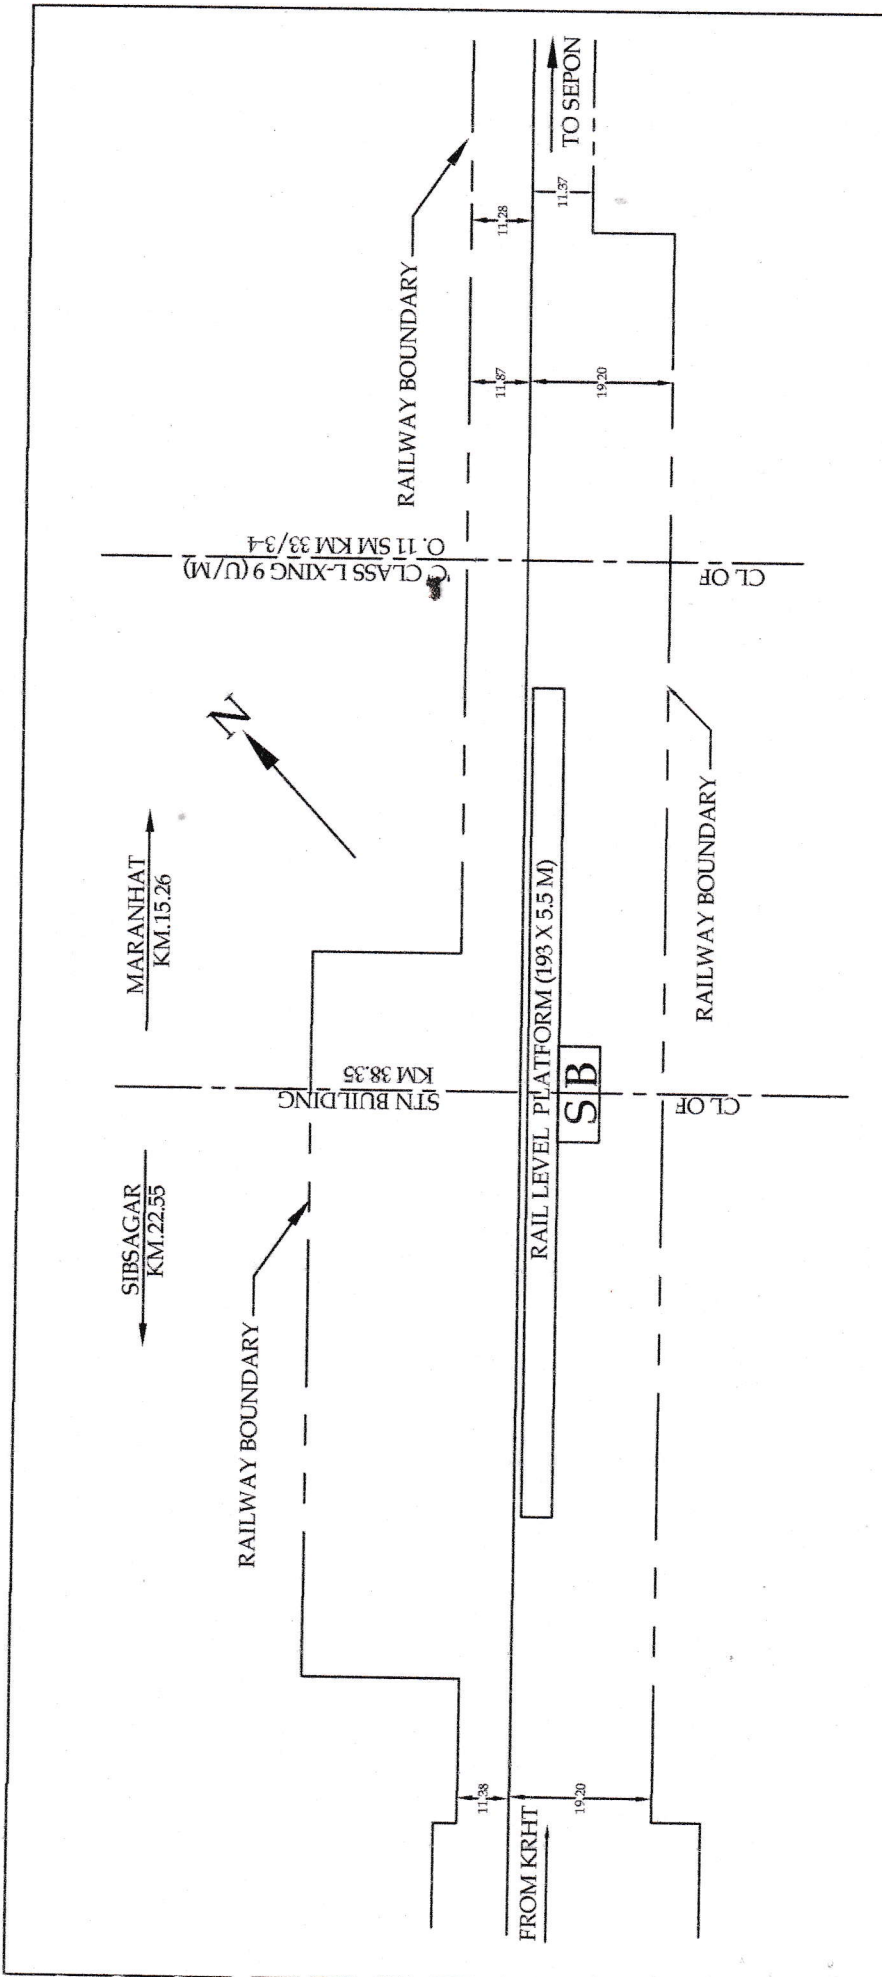 SIBSAGAR
KM.22.55
MARANHAT
KM.15.26
N
RAILWAY BOUNDARY
RAILWAY BOUNDARY
STN BUILDING
KM 38.35
'C' CLASS L-XING 9 (U/M)
O. 11 SM KM 33/3-4
11.38
19.20
11.87
19.20
11.28
11.37
FROM KRHT
TO SEPON
RAIL LEVEL PLATFORM (193 X 5.5 M)
SB
CL OF
CL OF
RAILWAY BOUNDARY